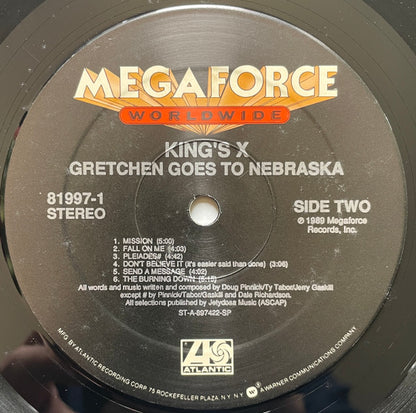 MEGAFORCE
WORLDWIDE
KING'S X
GRETCHEN GOES TO NEBRASKA
81997-1
STEREO
SIDE TWO
℗ 1989 Megaforce
Records, Inc.
1. MISSION (5:00)
2. FALL ON ME (4:03)
3. PLEIADES# (4:42)
4. DON'T BELIEVE IT (it's easier said than done) (3:06)
5. SEND A MESSAGE (4:02)
6. THE BURNING DOWN (5:15)
All words and music written and composed by Doug Pinnick/Ty Tabor/Jerry Gaskill
except # by Pinnick/Tabor/Gaskill and Dale Richardson.
All selections published by Jetydosa Music (ASCAP)
ST-A-897422-SP
ATLANTIC
MFG. BY ATLANTIC RECORDING CORP. 75 ROCKEFELLER PLAZA, N.Y. N.Y. A WARNER COMMUNICATIONS COMPANY